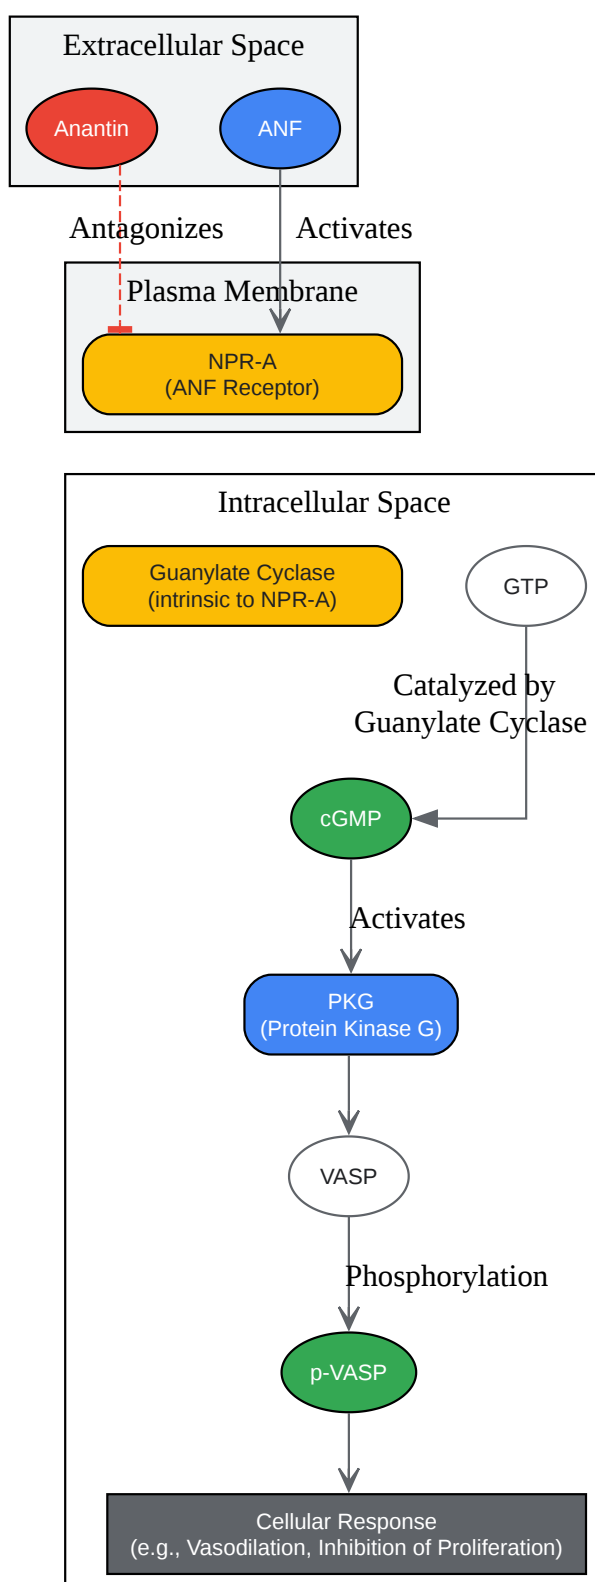 Extracellular Space
Anantin
ANF
Antagonizes
Activates
Plasma Membrane
NPR-A
(ANF Receptor)
Intracellular Space
Guanylate Cyclase
(intrinsic to NPR-A)
GTP
Catalyzed by
Guanylate Cyclase
cGMP
Activates
PKG
(Protein Kinase G)
VASP
Phosphorylation
p-VASP
Cellular Response
(e.g., Vasodilation, Inhibition of Proliferation)